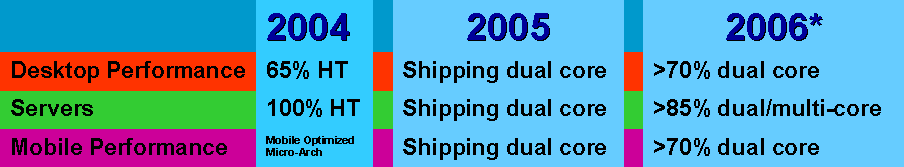 2004 2005 2006*
Desktop Performance 65% HT Shipping dual core >70% dual core
Servers 100% HT Shipping dual core >85% dual/multi-core
Mobile Performance Mobile Optimized Micro-Arch Shipping dual core >70% dual core